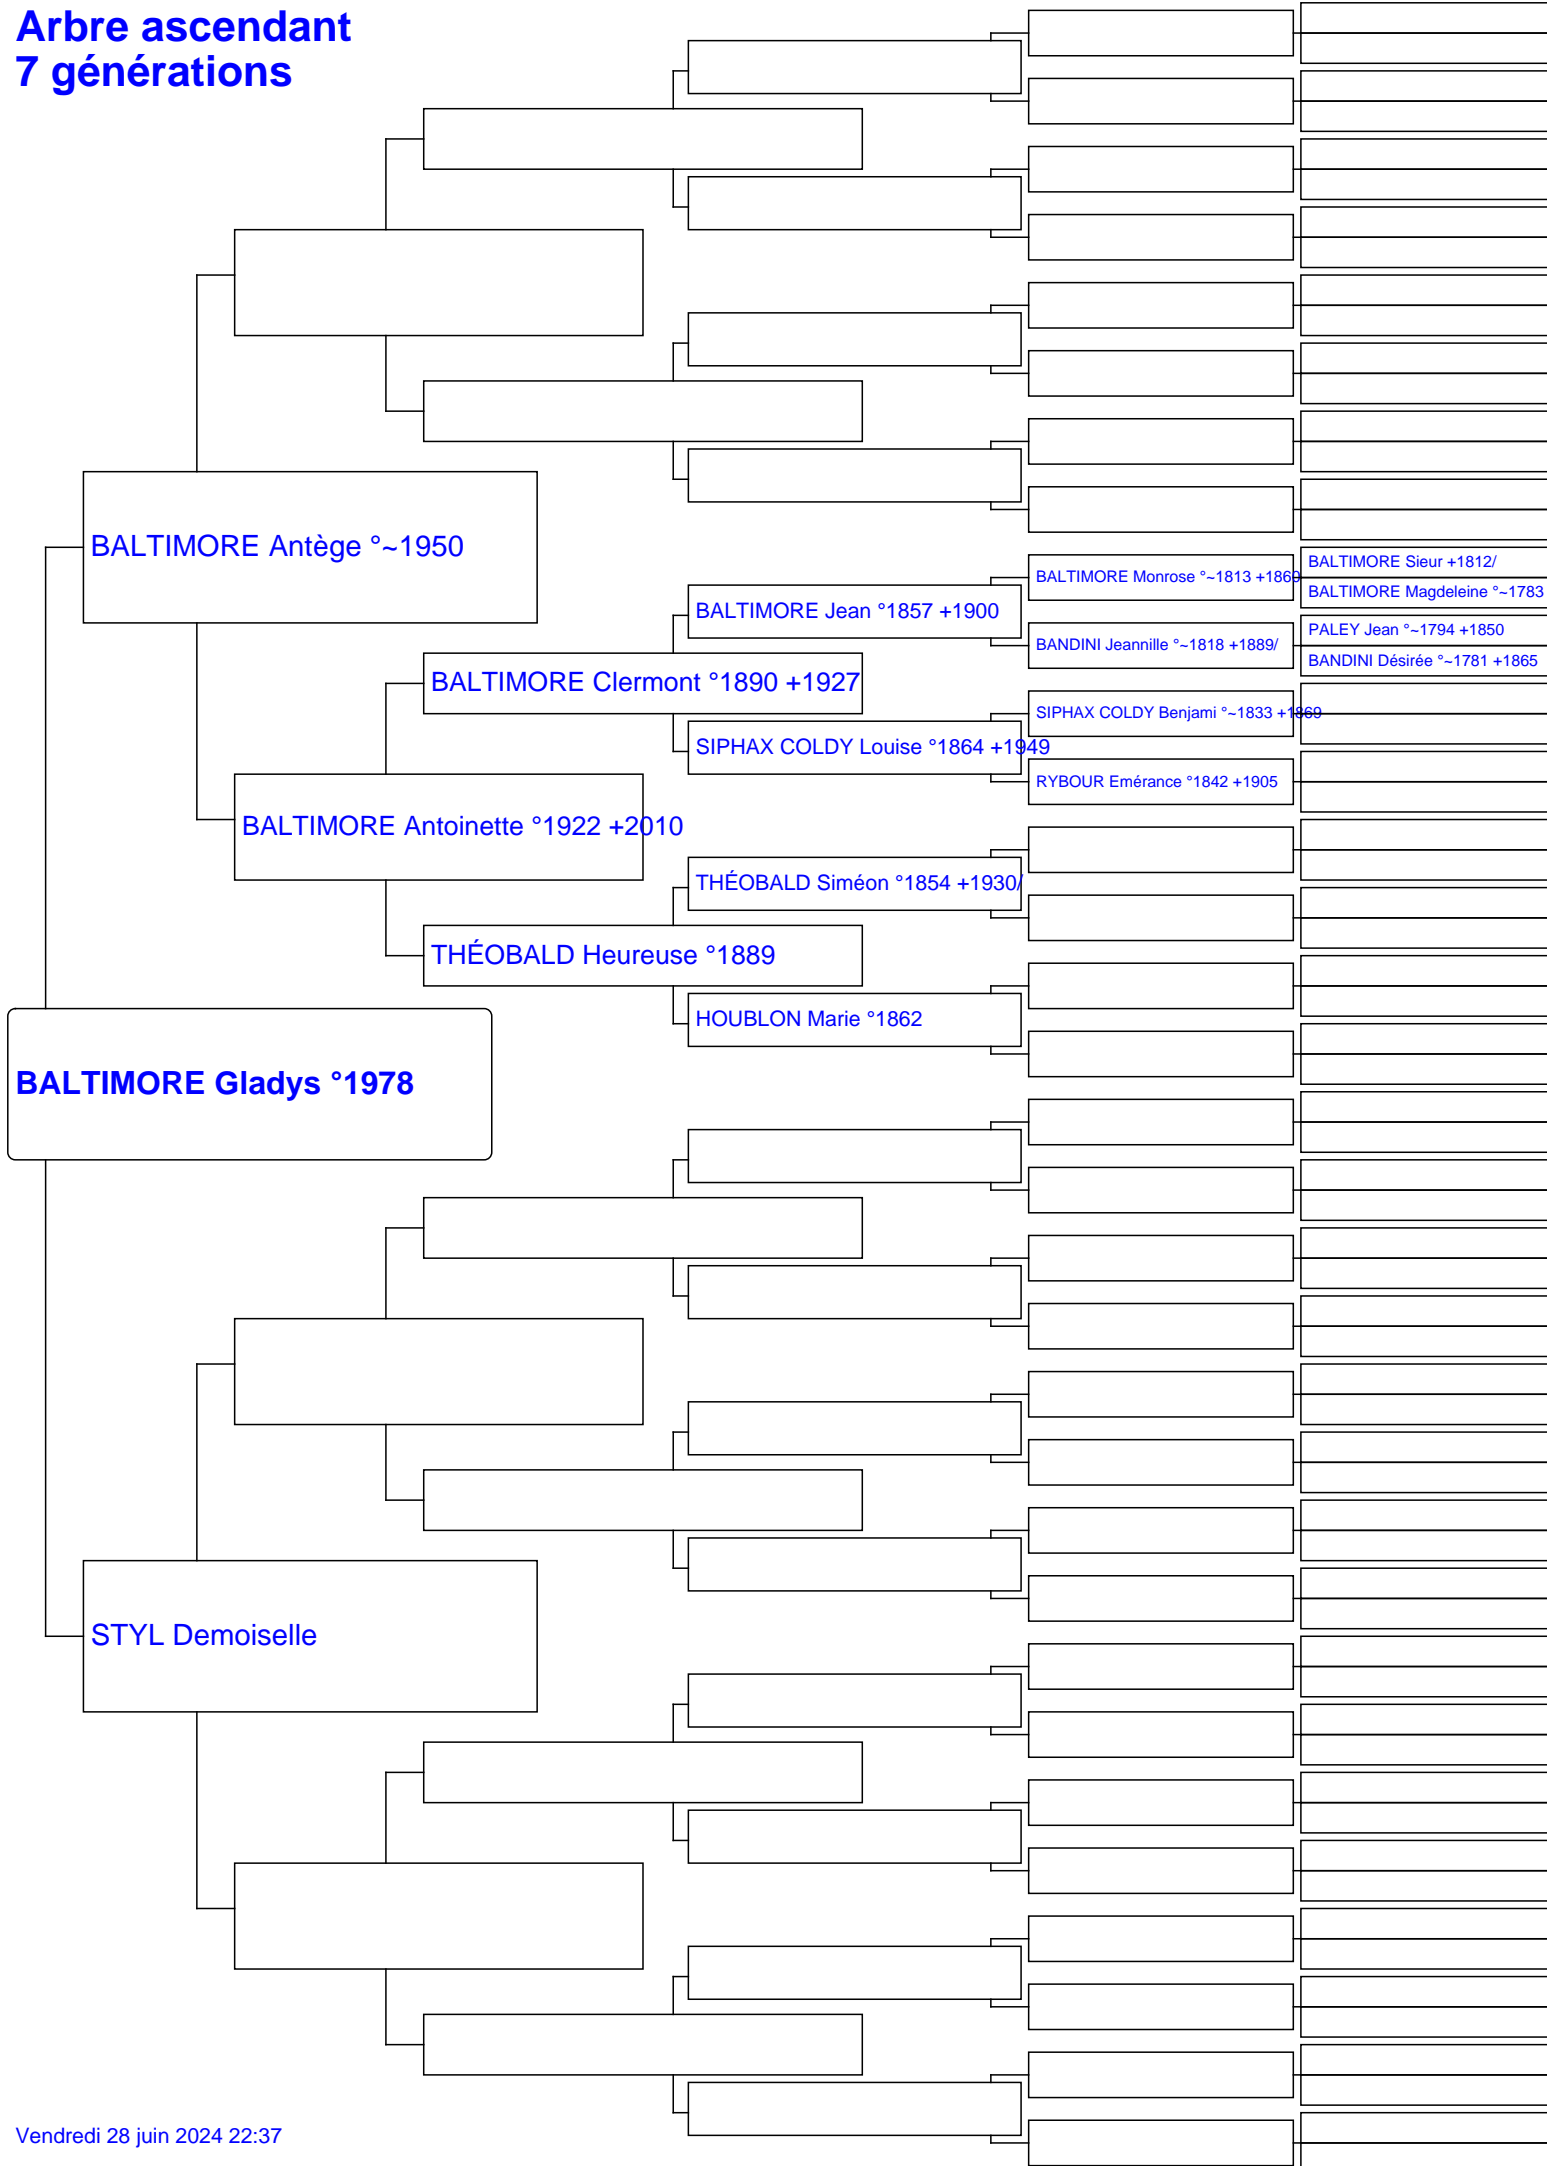 Arbre ascendant
7 générations
BALTIMORE Antège °~1950
BALTIMORE Monrose °~1813 +1860
BALTIMORE Sieur +1812/
BALTIMORE Magdeleine °~1783
BALTIMORE Jean °1857 +1900
BANDINI Jeannille °~1818 +1889/
PALEY Jean °~1794 +1850
BANDINI Désirée °~1781 +1865
BALTIMORE Clermont °1890 +1927
SIPHAX COLDY Benjami °~1833 +1869
SIPHAX COLDY Louise °1864 +1949
RYBOUR Emérance °1842 +1905
BALTIMORE Antoinette °1922 +2010
THÉOBALD Siméon °1854 +1930/
THÉOBALD Heureuse °1889
HOUBLON Marie °1862
BALTIMORE Gladys °1978
STYL Demoiselle
Vendredi 28 juin 2024 22:37